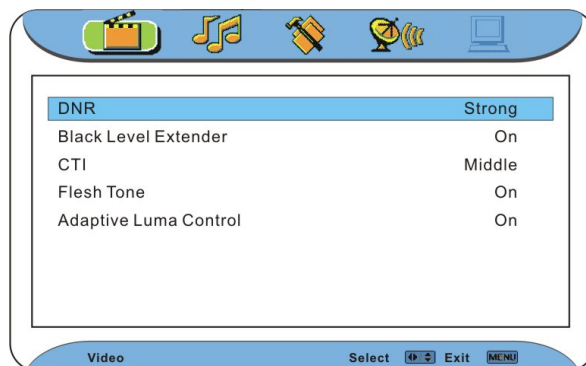 DNR Strong
Black Level Extender On
CTI Middle
Flesh Tone On
Adaptive Luma Control On
Video Select Exit MENU